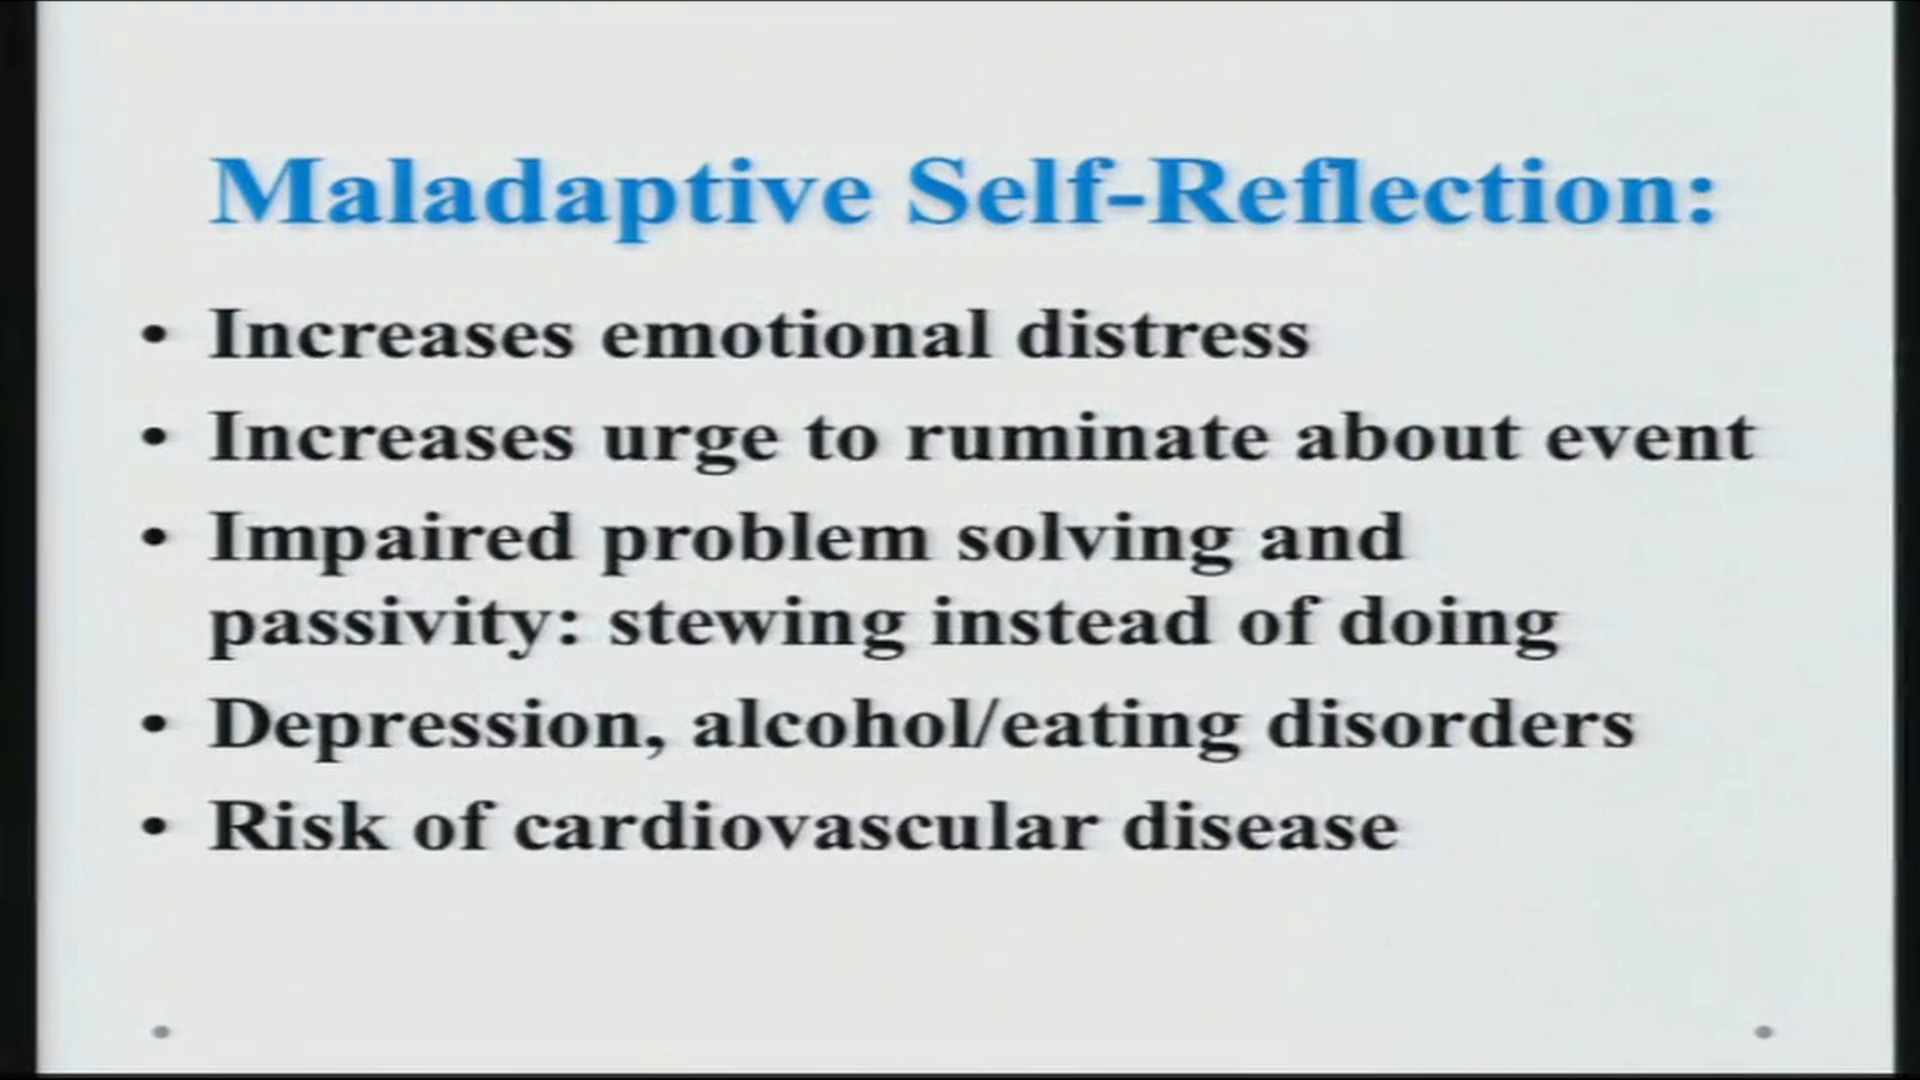 Maladaptive Self-Reflection:
• Increases emotional distress
• Increases urge to ruminate about event
• Impaired problem solving and
passivity: stewing instead of doing
• Depression, alcohol/eating disorders
• Risk of cardiovascular disease